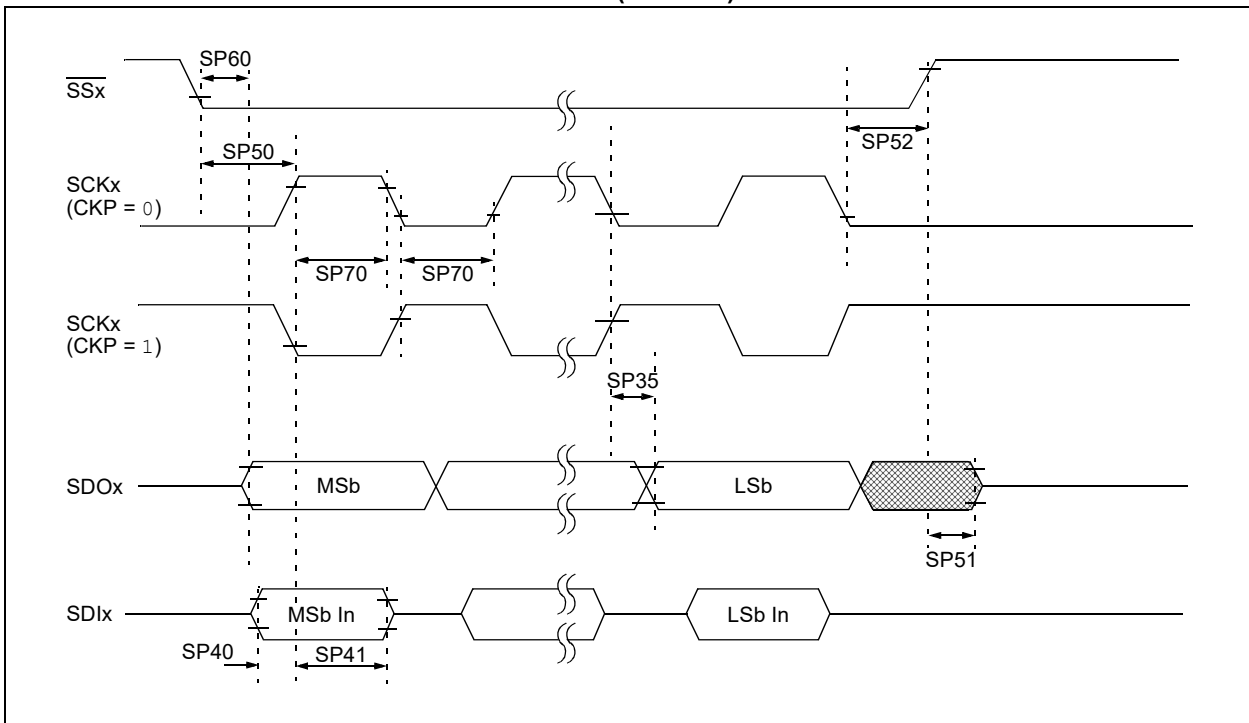 SP60
SSx
SP52
SP50
SCKx
(CKP = 0)
SP70
SP70
SCKx
(CKP = 1)
SP35
SDOx
MSb
LSb
SP51
SDIx
MSb In
LSb In
SP40
SP41